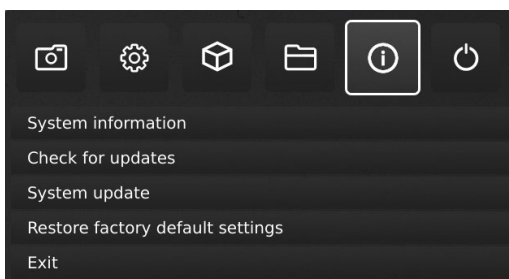 System information
Check for updates
System update
Restore factory default settings
Exit